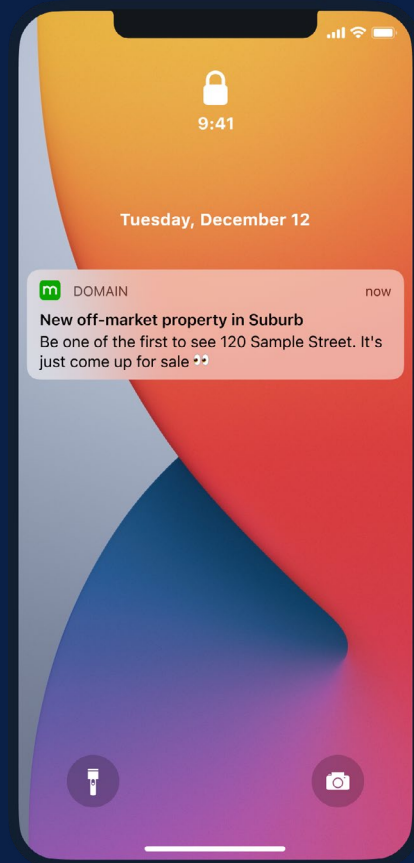 9:41
Tuesday, December 12
m DOMAIN now
New off-market property in Suburb
Be one of the first to see 120 Sample Street. It's
just come up for sale 👀